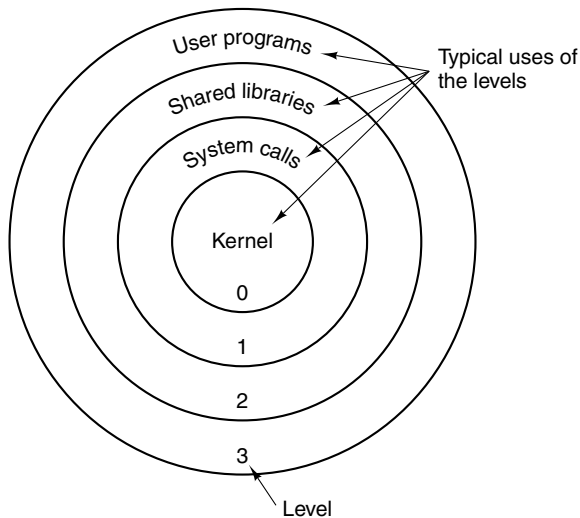 User programs
Typical uses of
the levels
Shared libraries
System calls
Kernel
0
1
2
3
Level